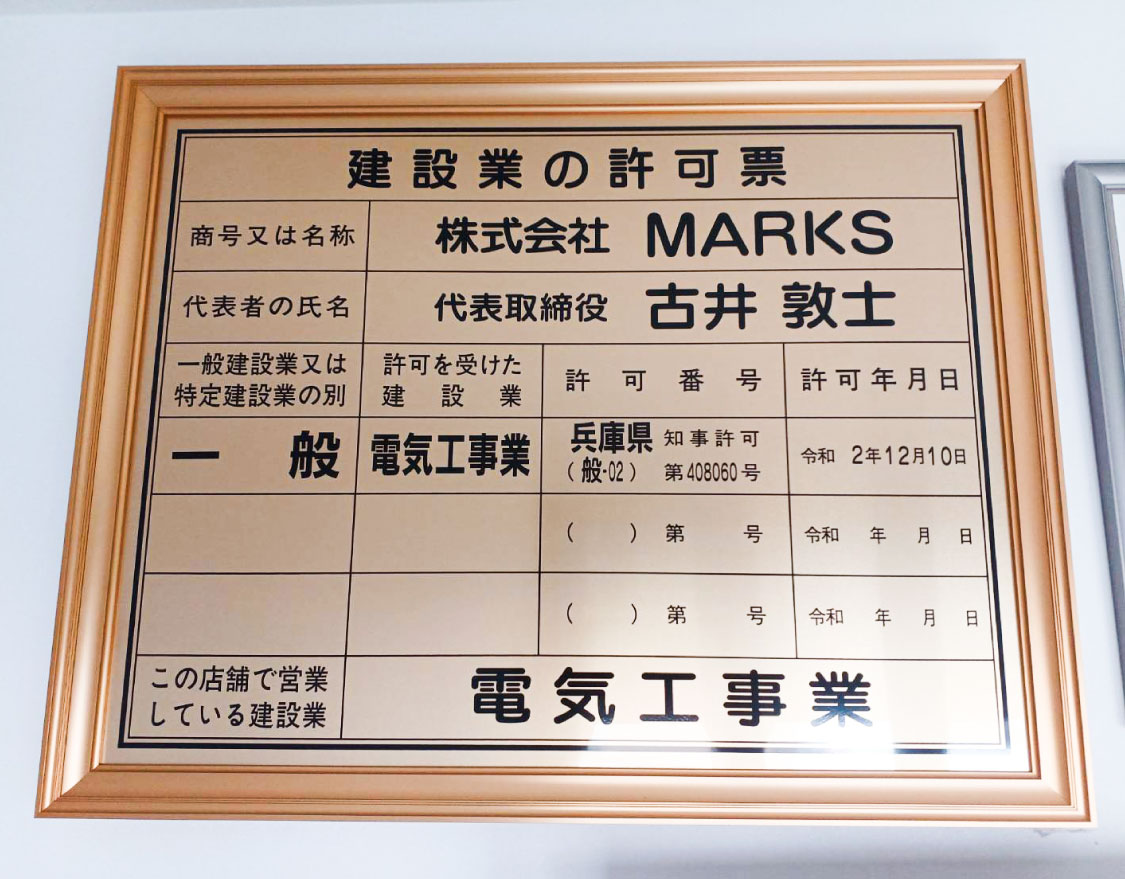 建設業の許可票
商号又は名称 株式会社 MARKS
代表者の氏名 代表取締役 古井 敦士
一般建設業又は
特定建設業の別
許可を受けた
建設業
許可番号
許可年月日
一般
電気工事業
兵庫県 知事許可
(般-02) 第408060号
令和 2年12月10日
( ) 第 号
令和 年 月 日
( ) 第 号
令和 年 月 日
この店舗で営業
している建設業
電気工事業